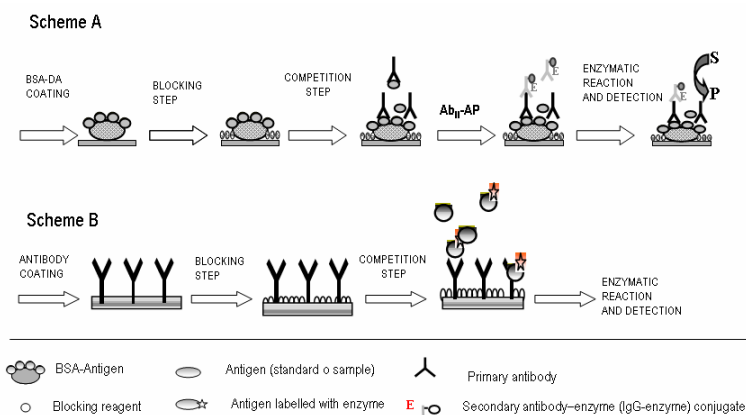 Scheme A
BSA-DA
COATING
BLOCKING
STEP
COMPETITION
STEP
AbII-AP
ENZYMATIC
REACTION
AND DETECTION
E
E
E
S
P
Scheme B
ANTIBODY
COATING
BLOCKING
STEP
COMPETITION
STEP
ENZYMATIC
REACTION
AND DETECTION
BSA-Antigen
Antigen (standard o sample)
Primary antibody
Blocking reagent
Antigen labelled with enzyme
E
Secondary antibody–enzyme (IgG-enzyme) conjugate